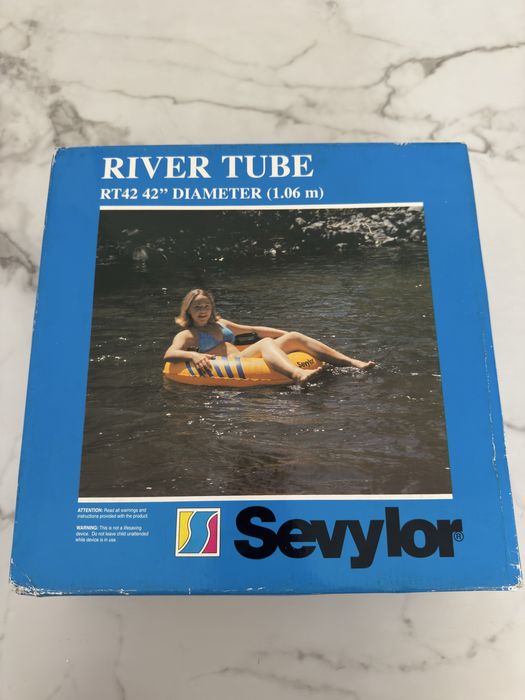 RIVER TUBE
RT42 42” DIAMETER (1.06 m)
Sevylor
ATTENTION: Read all warnings and
instructions provided with the product.
WARNING: This is not a lifesaving
device. Do not leave child unattended
while device is in use.
Sevylor®